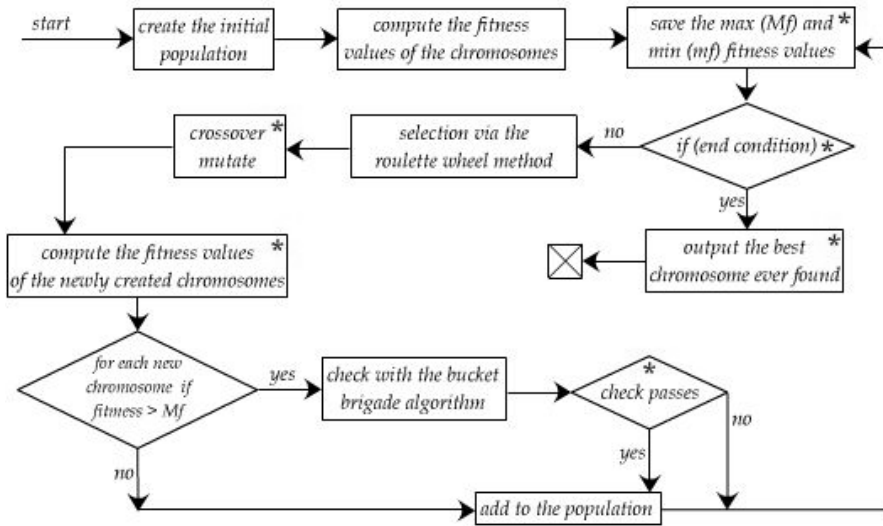 start
create the initial
population
compute the fitness
values of the chromosomes
save the max (Mf) and *
min (mf) fitness values
if (end condition) *
no
selection via the
roulette wheel method
crossover *
mutate
yes
output the best *
chromosome ever found
compute the fitness values *
of the newly created chromosomes
for each new
chromosome if
fitness > Mf
yes
check with the bucket
brigade algorithm
*
check passes
no
yes
no
add to the population